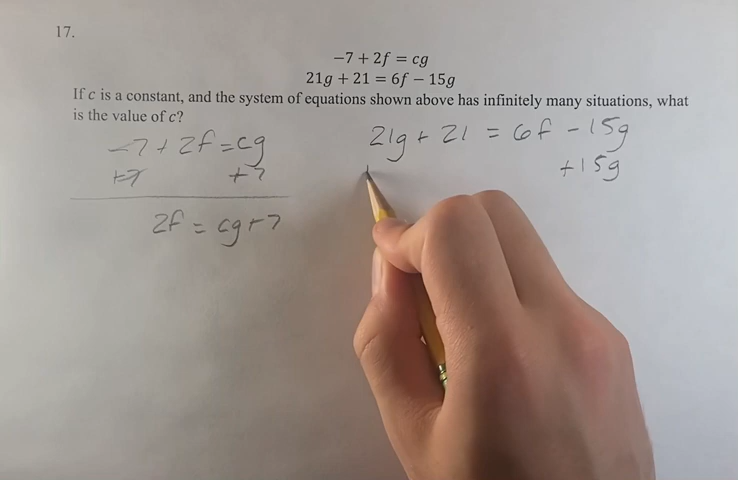 17.
−7 + 2f = cg
21g + 21 = 6f − 15g
If c is a constant, and the system of equations shown above has infinitely many situations, what
is the value of c?
-7 + 2f = cg
+7 +7
2f = cg + 7
21g + 21 = 6f - 15g
+ +15g